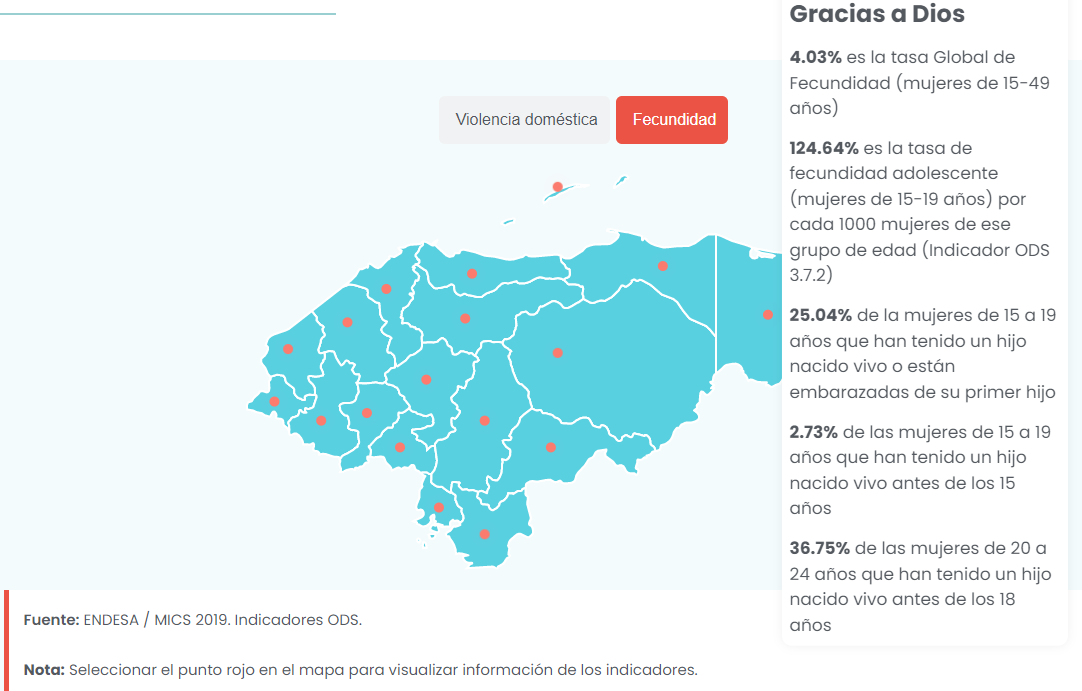 Gracias a Dios
4.03% es la tasa Global de
Fecundidad (mujeres de 15-49
años)
124.64% es la tasa de
fecundidad adolescente
(mujeres de 15-19 años) por
cada 1000 mujeres de ese
grupo de edad (Indicador ODS
3.7.2)
25.04% de la mujeres de 15 a 19
años que han tenido un hijo
nacido vivo o están
embarazadas de su primer hijo
2.73% de las mujeres de 15 a 19
años que han tenido un hijo
nacido vivo antes de los 15
años
36.75% de las mujeres de 20 a
24 años que han tenido un hijo
nacido vivo antes de los 18
años
Violencia doméstica
Fecundidad
Fuente: ENDESA / MICS 2019. Indicadores ODS.
Nota: Seleccionar el punto rojo en el mapa para visualizar información de los indicadores.